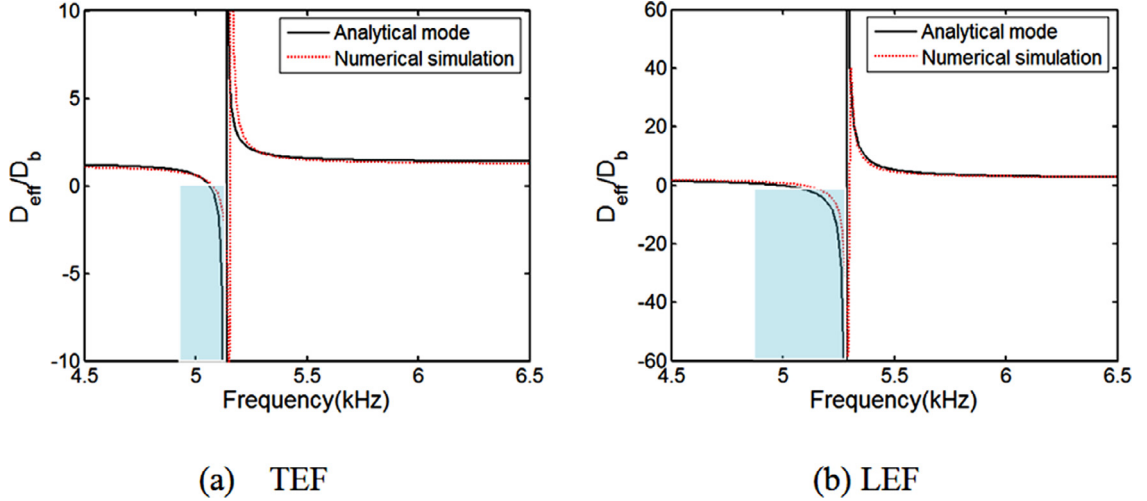 10
5
0
-5
-10
4.5 5 5.5 6 6.5
D_eff/D_b
Frequency(kHz)
Analytical mode
Numerical simulation
(a) TEF
60
40
20
0
-20
-40
-60
4.5 5 5.5 6 6.5
D_eff/D_b
Frequency(kHz)
Analytical mode
Numerical simulation
(b) LEF